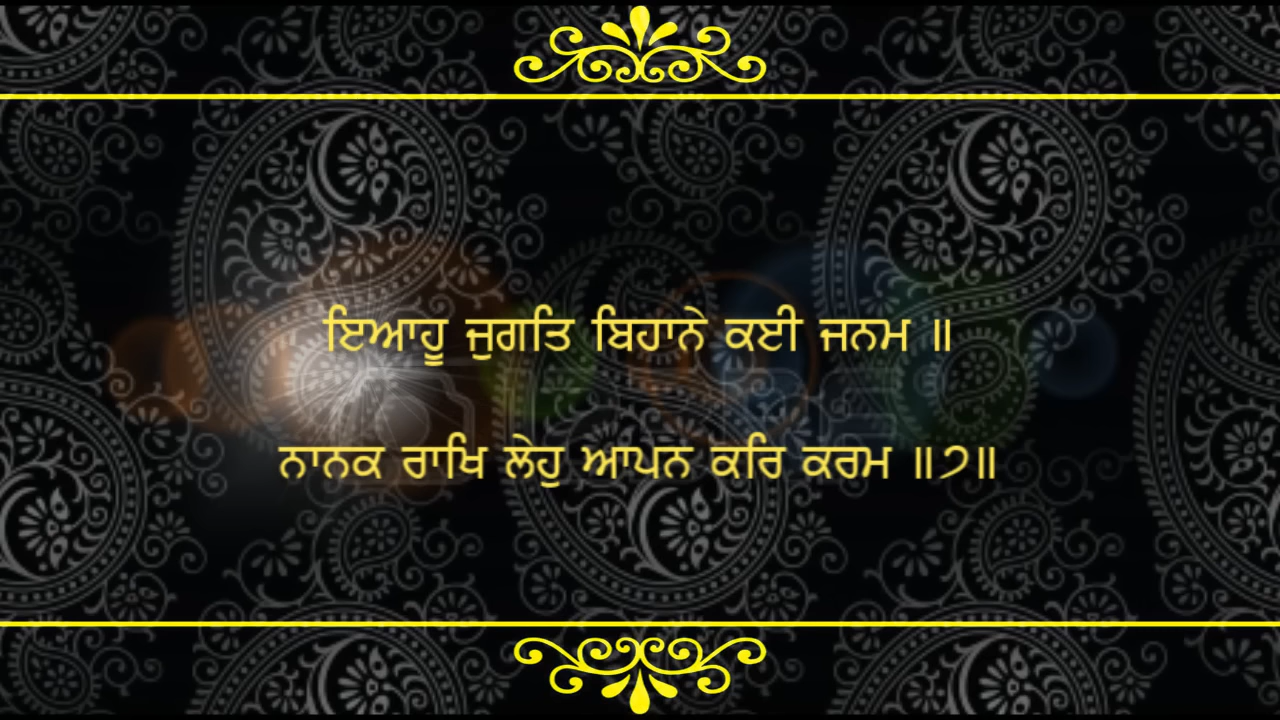 ਇਆਹੂ ਜੁਗਤਿ ਬਿਹਾਨੇ ਕਈ ਜਨਮ ॥
ਨਾਨਕ ਰਾਖਿ ਲੇਹੁ ਆਪਨ ਕਰਿ ਕਰਮ ॥੭॥